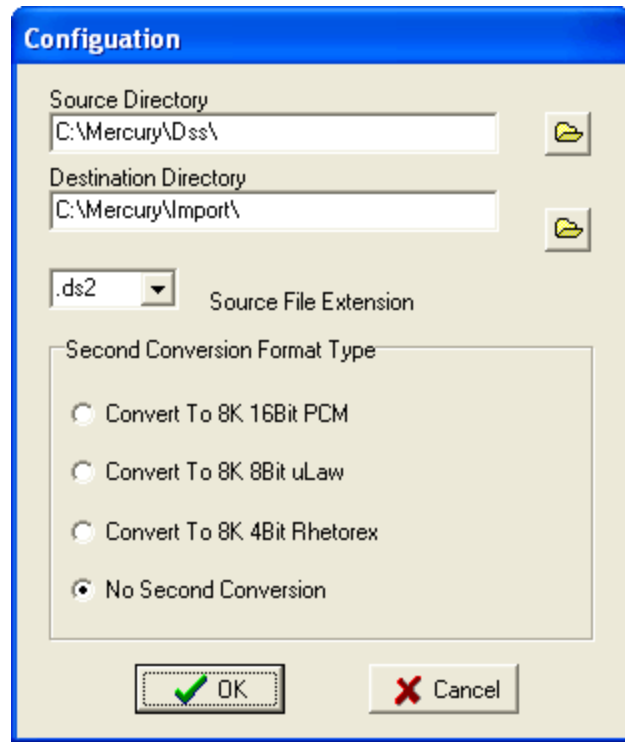 Configuation
Source Directory
C:\Mercury\Dss\
Destination Directory
C:\Mercury\Import\
.ds2
Source File Extension
Second Conversion Format Type
Convert To 8K 16Bit PCM
Convert To 8K 8Bit uLaw
Convert To 8K 4Bit Rhetorex
No Second Conversion
OK
Cancel